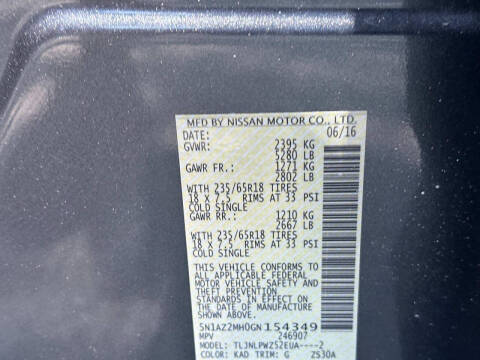 MFD BY NISSAN MOTOR CO., LTD.
DATE: 06/16
GVWR: 2395 KG
5280 LB
GAWR FR.: 1271 KG
2802 LB
WITH 235/65R18 TIRES
18 X 7.5 RIMS AT 33 PSI
COLD SINGLE
GAWR RR.: 1210 KG
2667 LB
WITH 235/65R18 TIRES
18 X 7.5 RIMS AT 33 PSI
COLD SINGLE
THIS VEHICLE CONFORMS TO
ALL APPLICABLE FEDERAL
MOTOR VEHICLE SAFETY AND
THEFT PREVENTION
STANDARDS IN EFFECT ON
THE DATE OF MANUFACTURE
SHOWN ABOVE.
5N1AZ2MH0GN154349
MPV 246907
MODEL: TLJNLPWZ52EUA----2
COLOR: KAD TRIM: G ZS30A